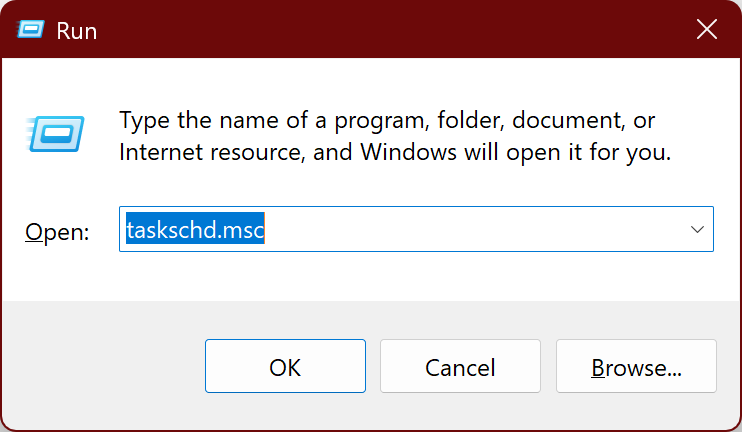 Run
Type the name of a program, folder, document, or
Internet resource, and Windows will open it for you.
Open: taskschd.msc
OK Cancel Browse...